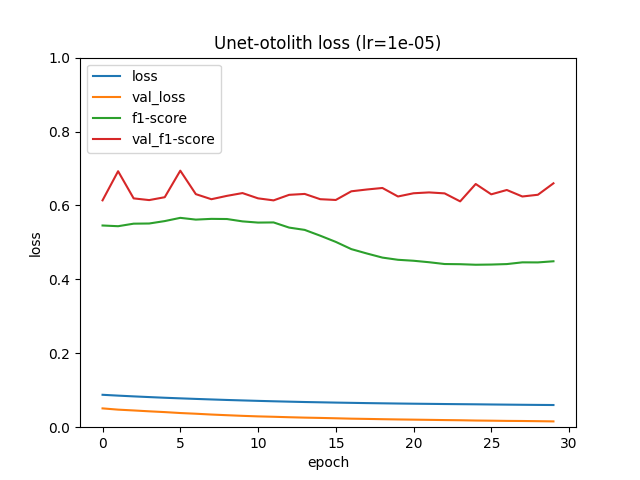 Unet-otolith loss (lr=1e-05)
loss
val_loss
f1-score
val_f1-score
1.0
0.8
0.6
0.4
0.2
0.0
loss
0 5 10 15 20 25 30
epoch